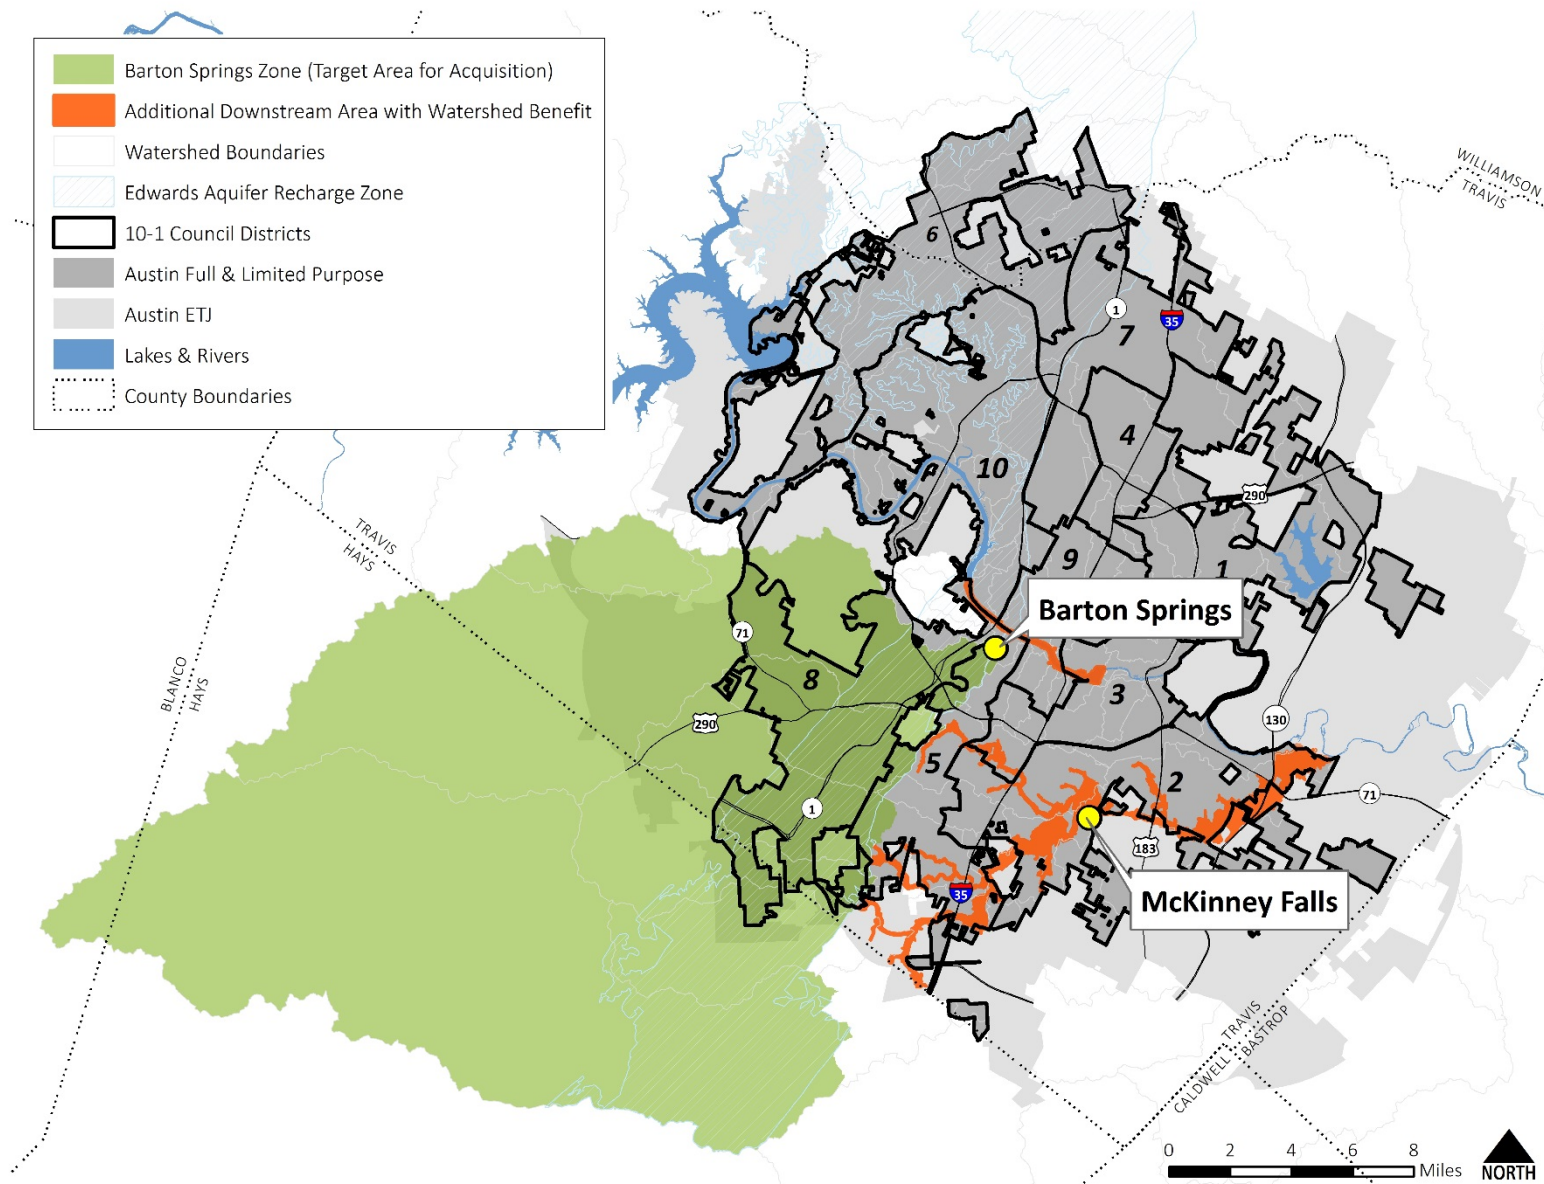 Barton Springs Zone (Target Area for Acquisition)
Additional Downstream Area with Watershed Benefit
Watershed Boundaries
Edwards Aquifer Recharge Zone
10-1 Council Districts
Austin Full & Limited Purpose
Austin ETJ
Lakes & Rivers
County Boundaries
WILLIAMSON
TRAVIS
6
1
35
7
4
10
290
TRAVIS
HAYS
9
1
Barton Springs
71
BLANCO
HAYS
8
3
290
130
5
2
71
1
183
35
McKinney Falls
TRAVIS
BASTROP
CALDWELL
0 2 4 6 8
Miles
NORTH